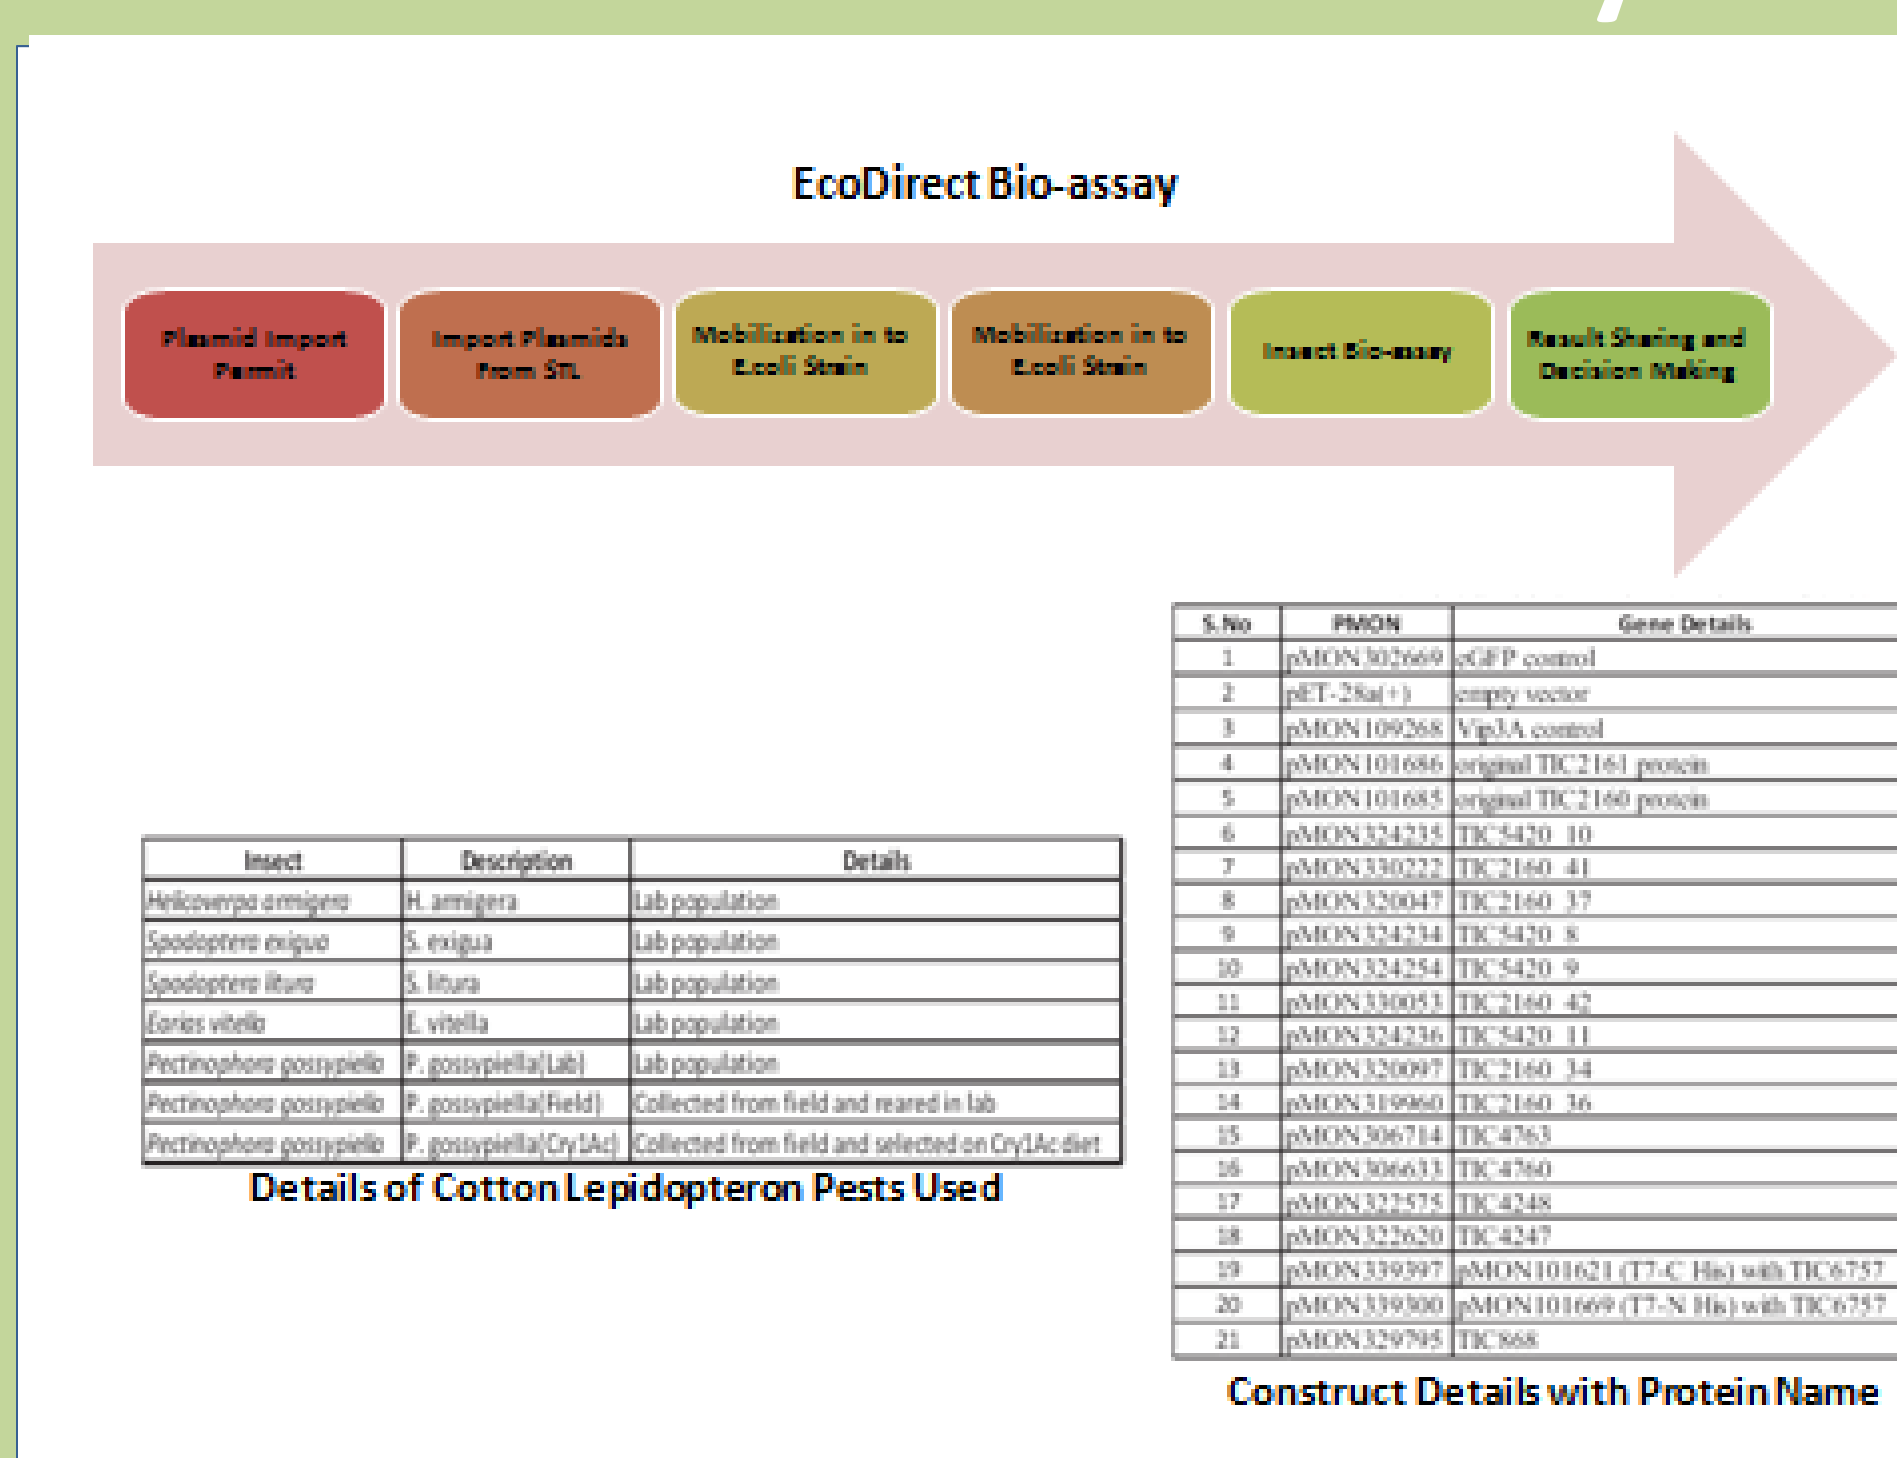 EcoDirect Bio-assay
Plasmid Import
Permit
Import Plasmids
From STL
Mobilization in to
E.coli Strain
Mobilization in to
E.coli Strain
Insect Bio-assay
Result Sharing and
Decision Making
Insect Description Details
Helicoverpa armigera H. armigera Lab population
Spodoptera exigua S. exigua Lab population
Spodoptera litura S. litura Lab population
Earias vitella E. vitella Lab population
Pectinophora gossypiella P. gossypiella(Lab) Lab population
Pectinophora gossypiella P. gossypiella(Field) Collected from field and reared in lab
Pectinophora gossypiella P. gossypiella(Cry1Ac) Collected from field and selected on Cry1Ac diet
Details of Cotton Lepidopteron Pests Used
S.No PMON Gene Details
1 pMON302669 eGFP control
2 pET-28a(+) empty vector
3 pMON109268 Vip3A control
4 pMON101686 original TIC2161 protein
5 pMON101685 original TIC2160 protein
6 pMON324235 TIC5420_10
7 pMON330222 TIC2160_41
8 pMON320047 TIC2160_37
9 pMON324234 TIC5420_8
10 pMON324254 TIC5420_9
11 pMON330053 TIC2160_42
12 pMON324236 TIC5420_11
13 pMON320097 TIC2160_34
14 pMON319960 TIC2160_36
15 pMON306714 TIC4763
16 pMON306633 TIC4760
17 pMON322575 TIC4248
18 pMON322620 TIC4247
19 pMON339397 pMON101621 (T7-C His) with TIC6757
20 pMON339300 pMON101669 (T7-N His) with TIC6757
21 pMON329795 TIC868
Construct Details with Protein Name